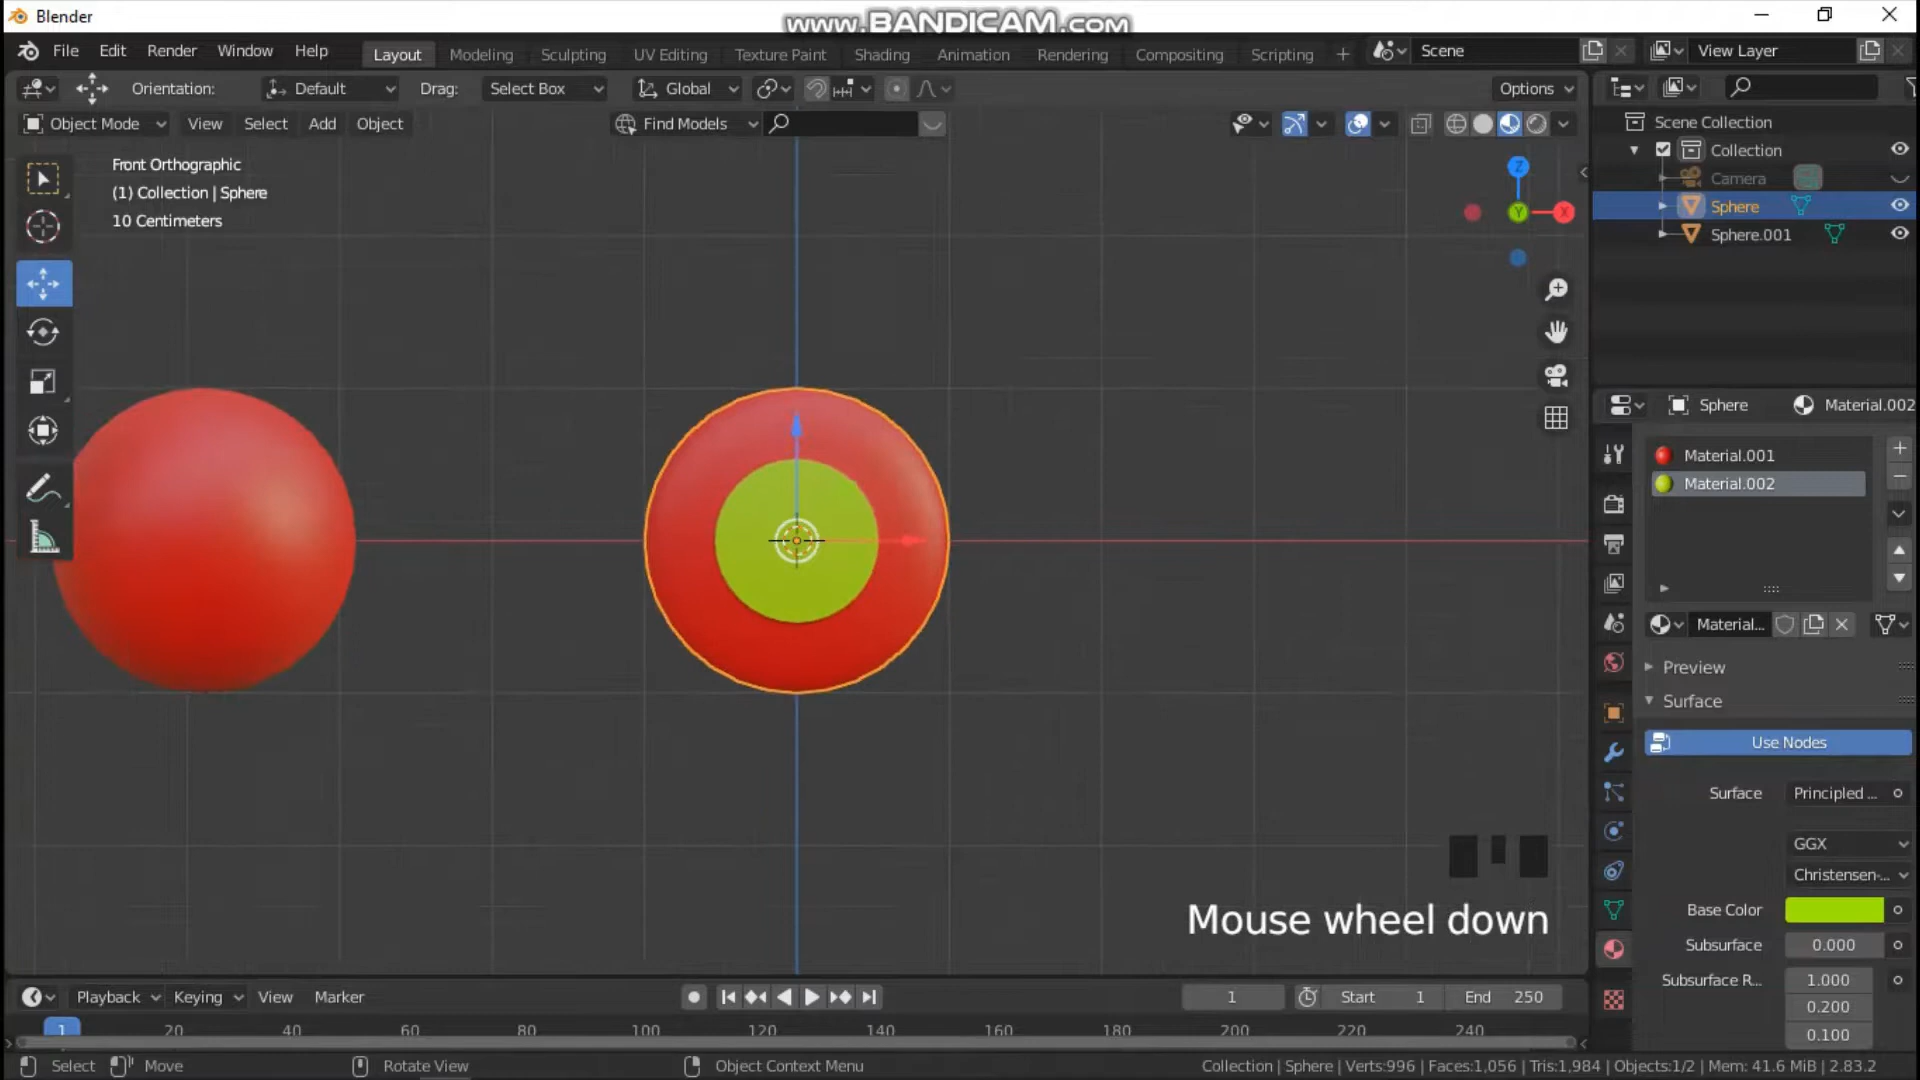 Blender
www.BANDICAM.com
File Edit Render Window Help
Layout Modeling Sculpting UV Editing Texture Paint Shading Animation Rendering Compositing Scripting +
Scene
View Layer
Orientation: Default Drag: Select Box Global Options
Object Mode View Select Add Object Find Models
Front Orthographic
(1) Collection | Sphere
10 Centimeters
Z
Y
X
Scene Collection
Collection
Camera
Sphere
Sphere.001
Sphere Material.002
Material.001
Material.002
Material...
Preview
Surface
Use Nodes
Surface Principled ...
GGX
Christensen-...
Base Color
Subsurface 0.000
Subsurface R... 1.000
0.200
0.100
Mouse wheel down
Playback Keying View Marker
1 Start 1 End 250
1 20 40 60 80 100 120 140 160 180 200 220 240
Select Move Rotate View Object Context Menu
Collection | Sphere | Verts:996 | Faces:1,056 | Tris:1,984 | Objects:1/2 | Mem: 41.6 MiB | 2.83.2